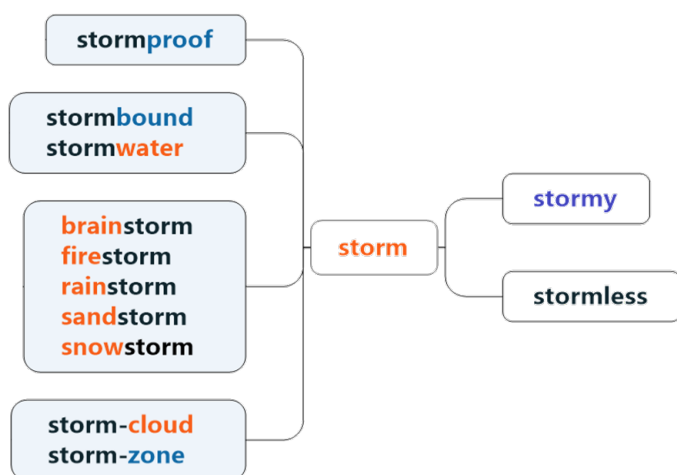 stormproof
stormbound
stormwater
brainstorm
firestorm
rainstorm
sandstorm
snowstorm
storm-cloud
storm-zone
storm
stormy
stormless